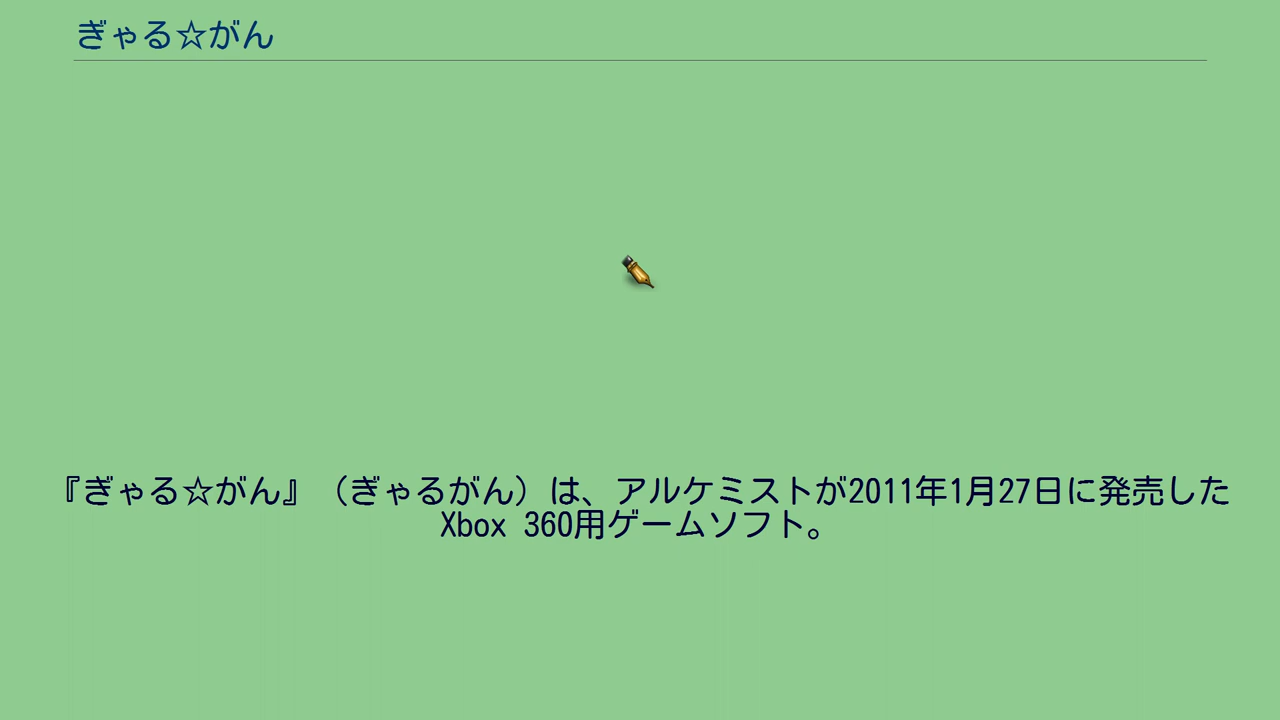 ぎゃる☆がん
『ぎゃる☆がん』（ぎゃるがん）は、アルケミストが2011年1月27日に発売した
Xbox 360用ゲームソフト。